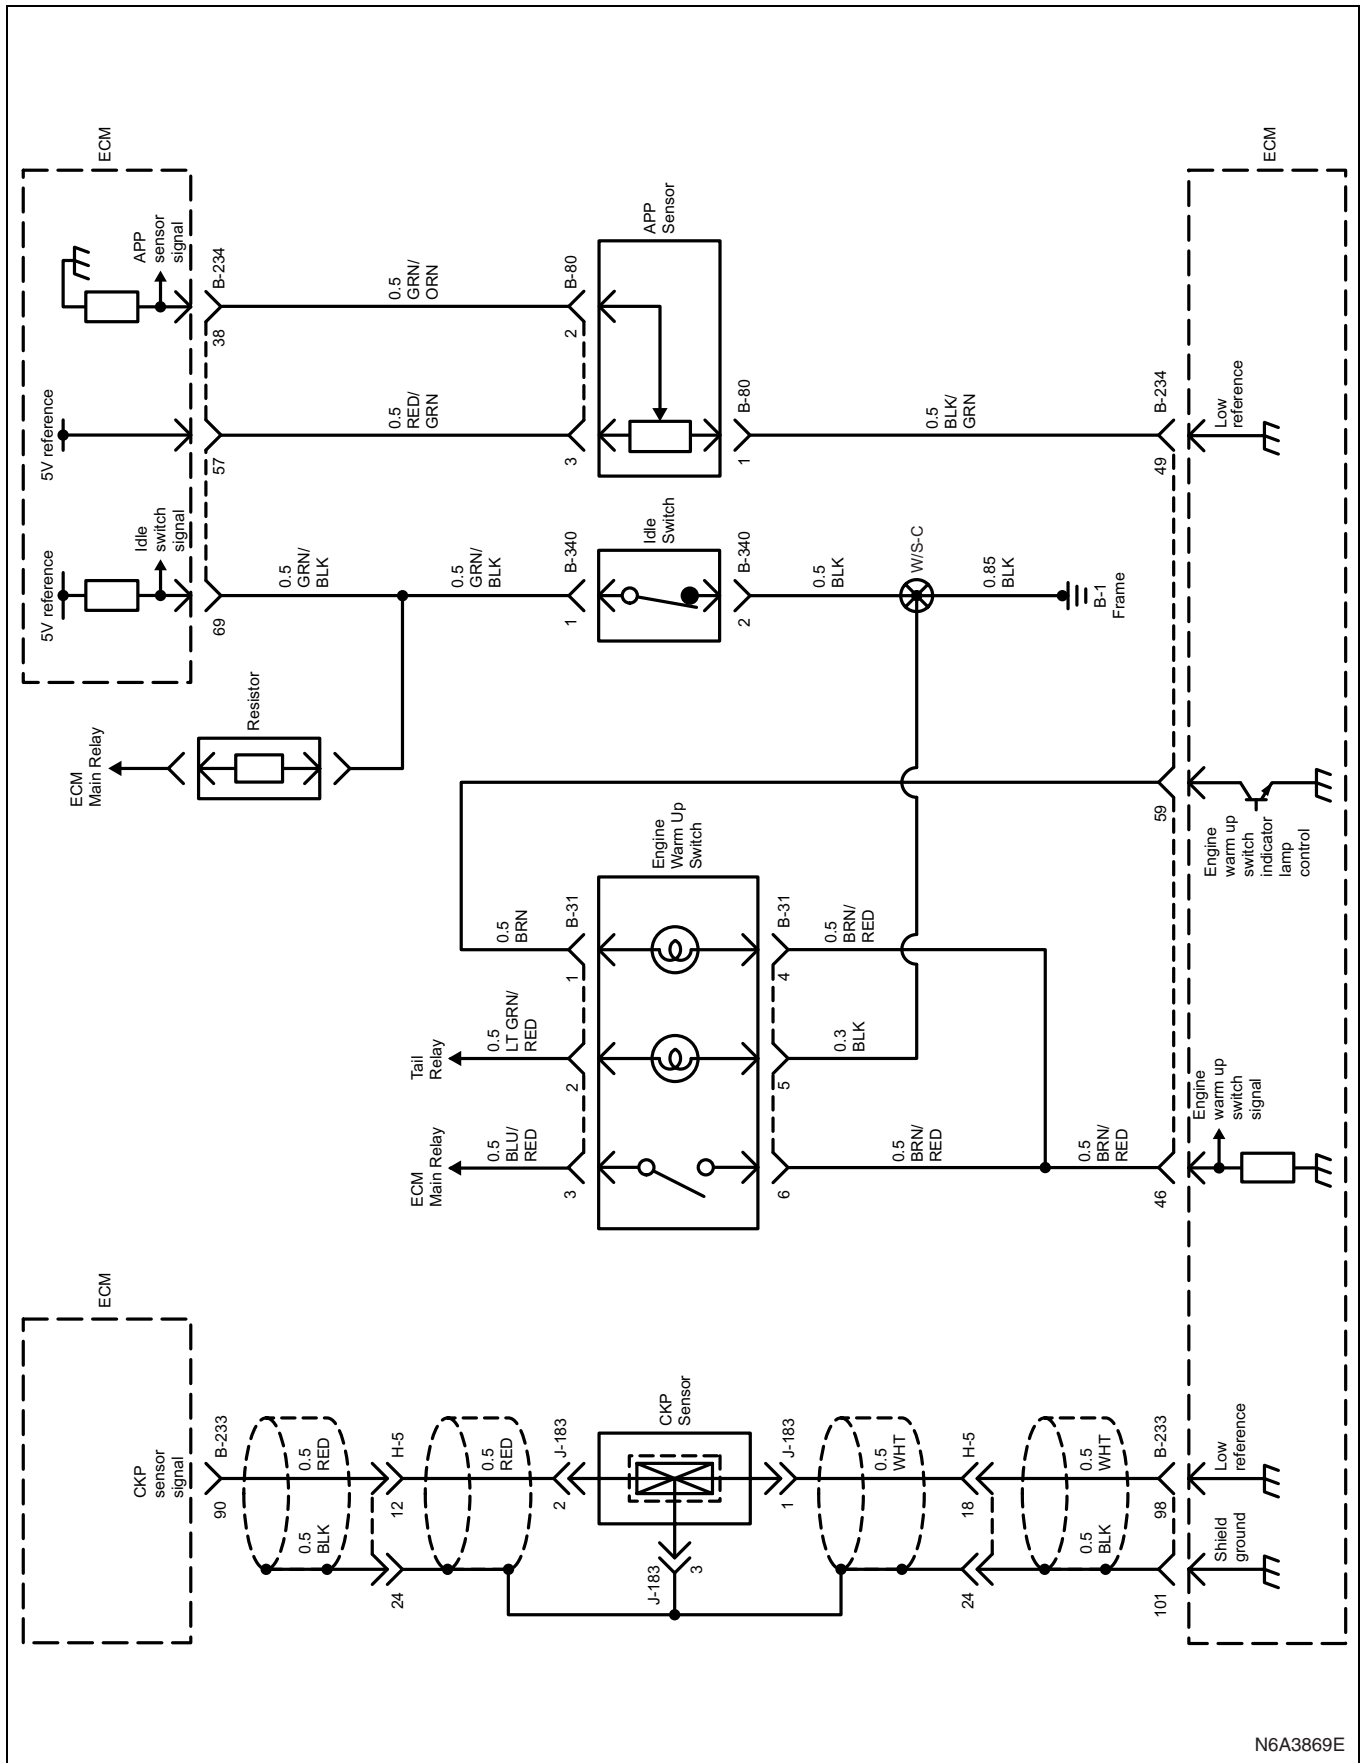 ECM
5V reference
Idle
switch
signal
5V reference
APP
sensor
signal
69
57
38
B-234
ECM
Main Relay
Resistor
0.5
GRN/
BLK
0.5
GRN/
BLK
0.5
RED/
GRN
0.5
GRN/
ORN
1
B-340
3
2
B-80
Idle
Switch
APP
Sensor
2
B-340
1
B-80
0.5
BLK
W/S-C
0.85
BLK
B-1
Frame
0.5
BLK/
GRN
49
B-234
Low
reference
ECM
ECM
Main Relay
Tail
Relay
0.5
BLU/
RED
0.5
LT GRN/
RED
0.5
BRN
3
2
1
B-31
Engine
Warm Up
Switch
6
5
4
B-31
0.5
BRN/
RED
0.3
BLK
0.5
BRN/
RED
0.5
BRN/
RED
46
59
Engine
warm up
switch
signal
Engine
warm up
switch
indicator
lamp
control
ECM
CKP
sensor
signal
90
B-233
0.5
BLK
0.5
RED
24
12
H-5
0.5
RED
2
J-183
CKP
Sensor
J-183
3
1
J-183
0.5
WHT
24
18
H-5
0.5
BLK
0.5
WHT
101
98
B-233
Shield
ground
Low
reference
N6A3869E